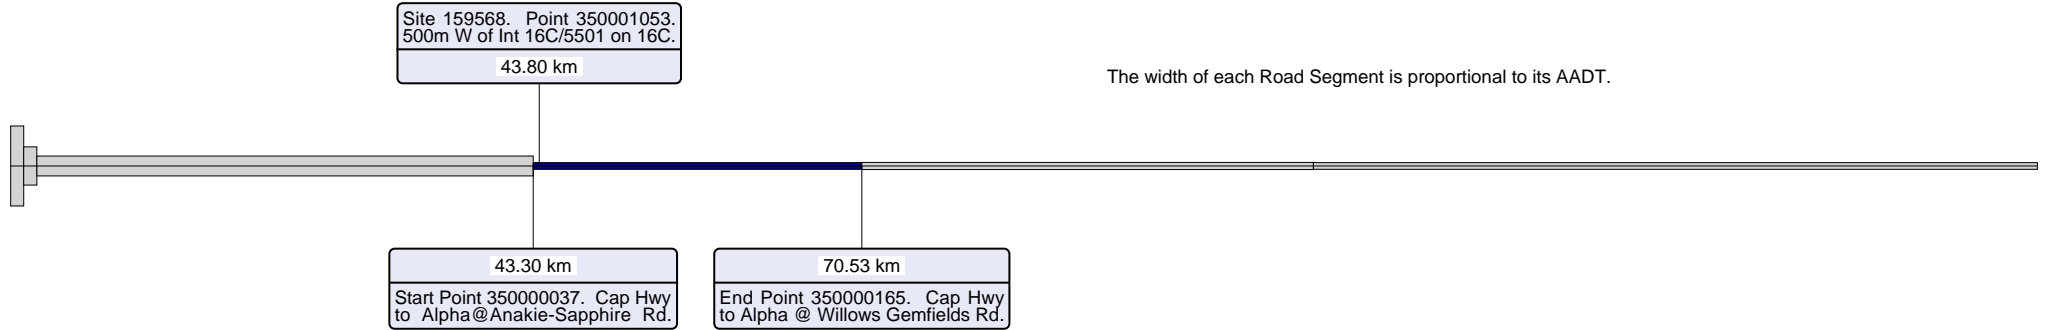 Site 159568. Point 350001053.
500m W of Int 16C/5501 on 16C.
43.80 km
The width of each Road Segment is proportional to its AADT.
43.30 km
Start Point 350000037. Cap Hwy
to Alpha@Anakie-Sapphire Rd.
70.53 km
End Point 350000165. Cap Hwy
to Alpha @ Willows Gemfields Rd.